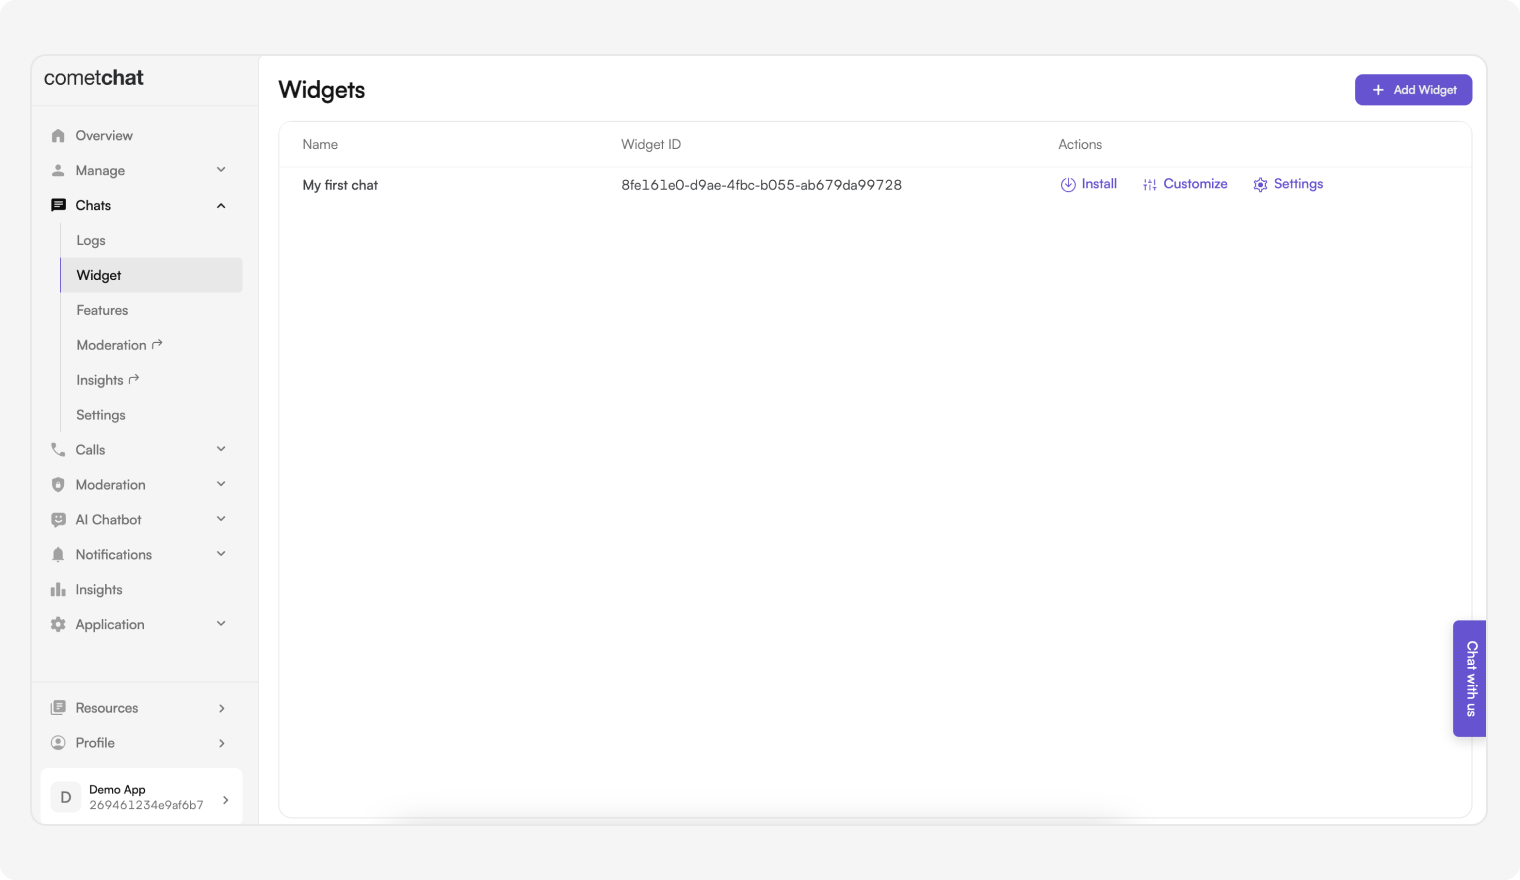 cometchat
Overview
Manage
Chats
Logs
Widget
Features
Moderation
Insights
Settings
Calls
Moderation
AI Chatbot
Notifications
Insights
Application
Resources
Profile
D
Demo App
269461234e9af6b7
Widgets
+ Add Widget
Name Widget ID Actions
My first chat 8fe161e0-d9ae-4fbc-b055-ab679da99728 Install Customize Settings
Chat with us